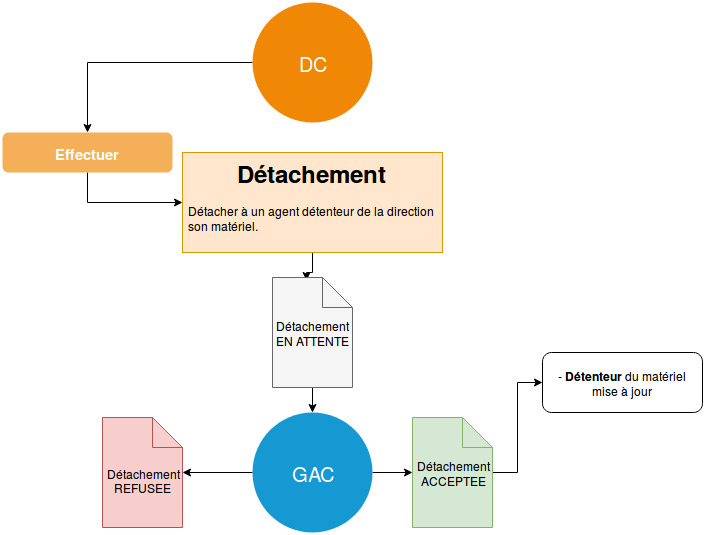 DC
Effectuer
Détachement
Détacher à un agent détenteur de la direction
son matériel.
Détachement
EN ATTENTE
- Détenteur du matériel
mise à jour
Détachement
REFUSEE
GAC
Détachement
ACCEPTEE